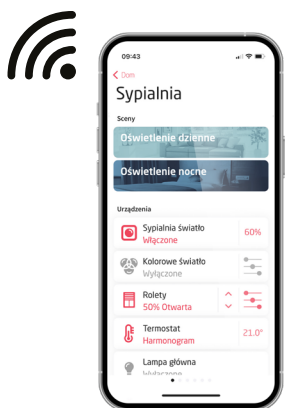 09:43
Dom
Sypialnia
Sceny
Oświetlenie dzienne
Oświetlenie nocne
Urządzenia
Sypialnia światło
Włączone
60%
Kolorowe światło
Wyłączone
Rolety
50% Otwarta
Termostat
Harmonogram
21.0°
Lampa główna
Wyłączone